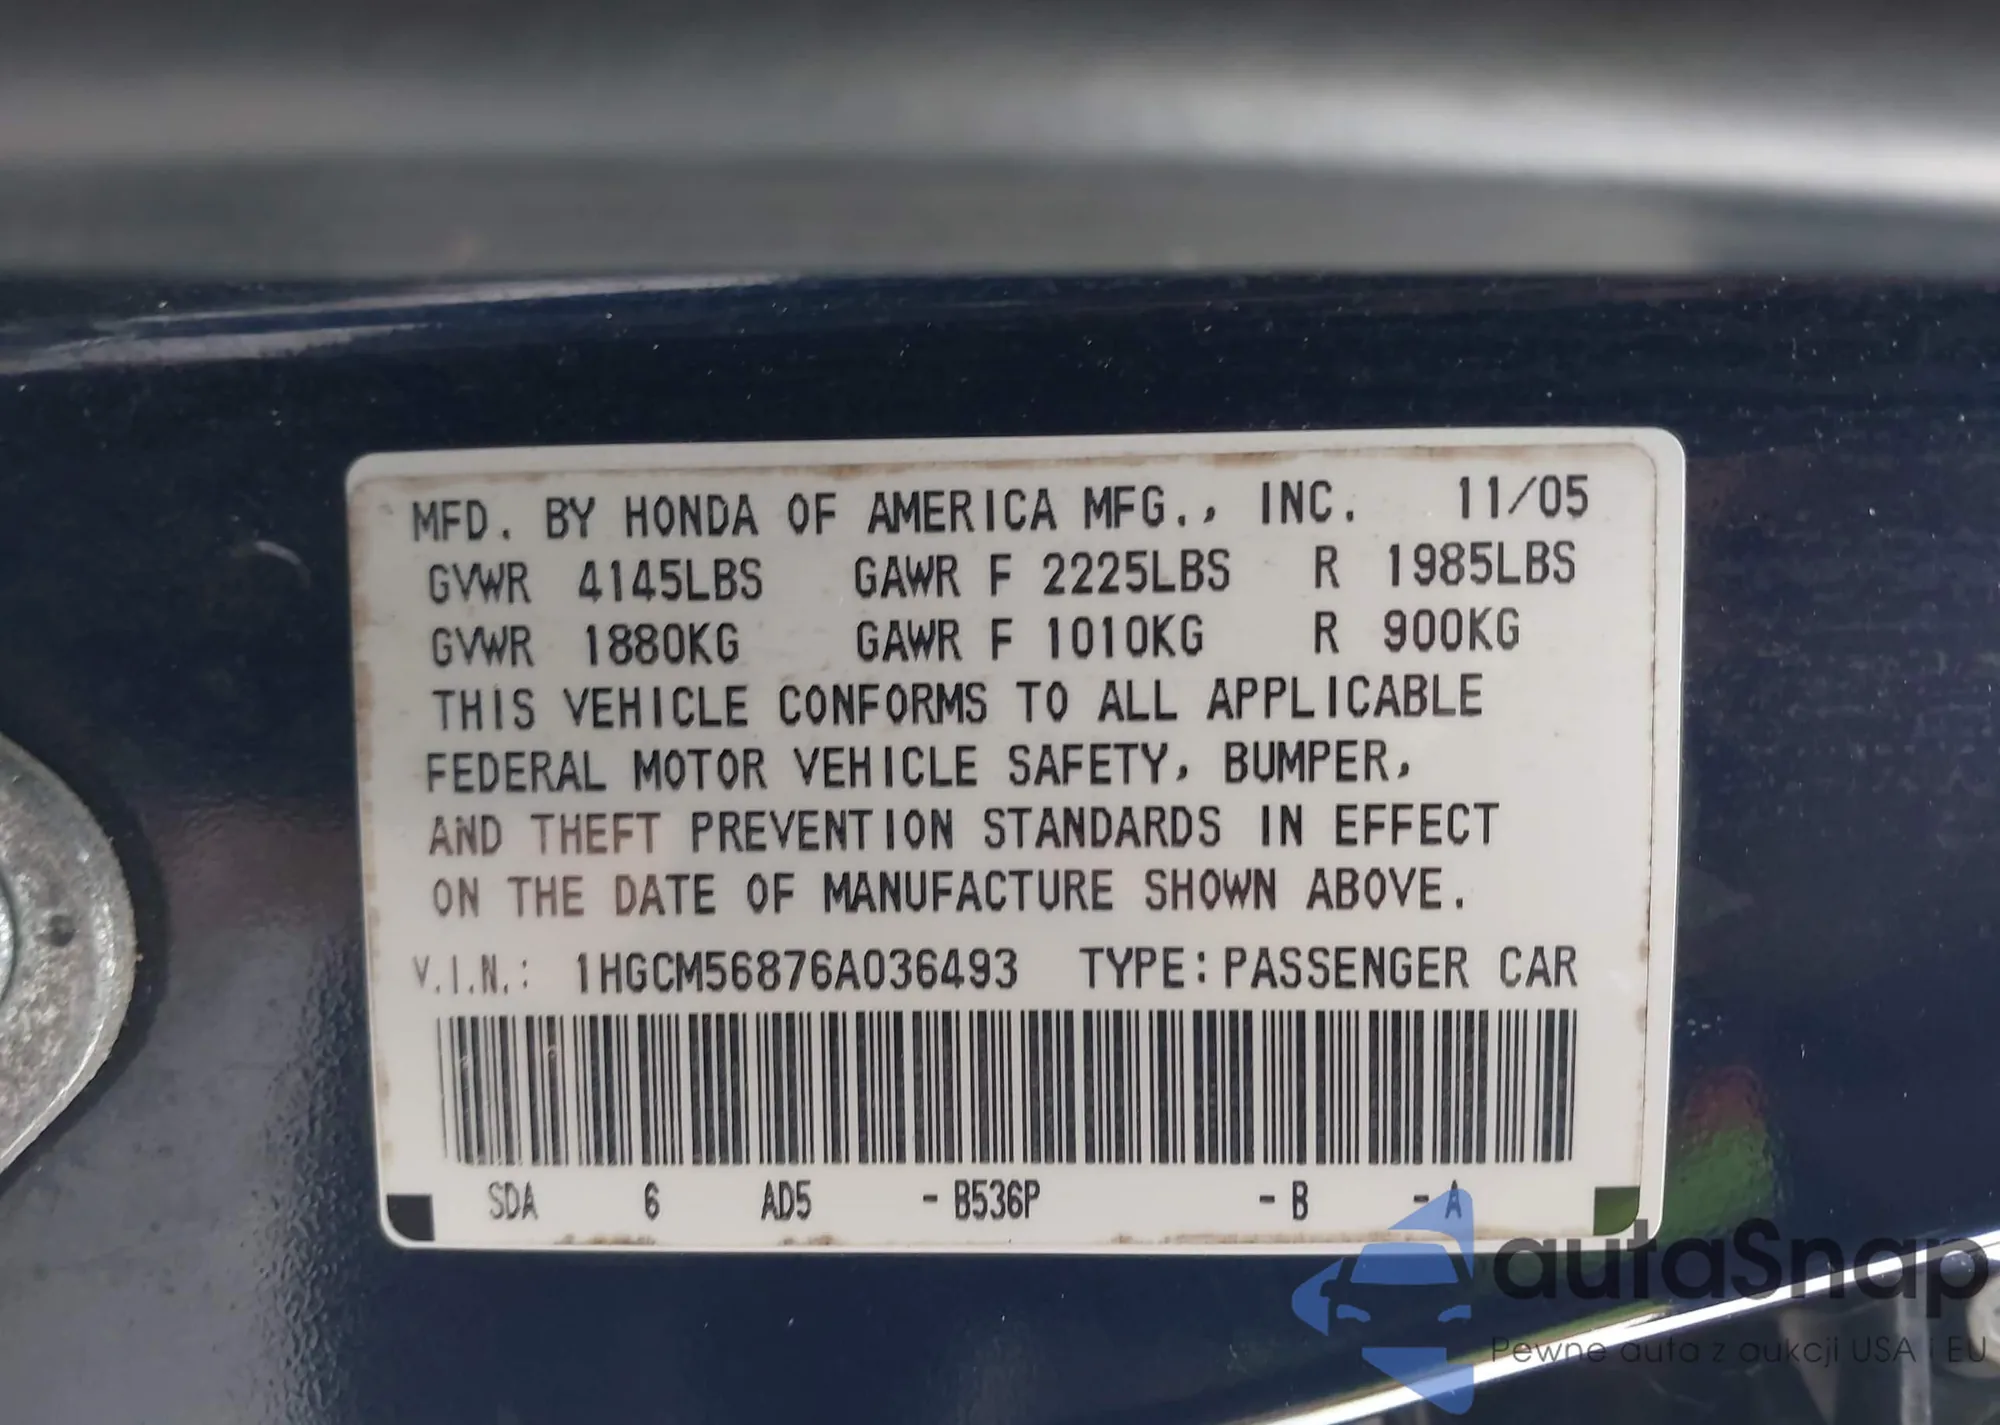 MFD. BY HONDA OF AMERICA MFG., INC. 11/05
GVWR 4145LBS GAWR F 2225LBS R 1985LBS
GVWR 1880KG GAWR F 1010KG R 900KG
THIS VEHICLE CONFORMS TO ALL APPLICABLE
FEDERAL MOTOR VEHICLE SAFETY, BUMPER,
AND THEFT PREVENTION STANDARDS IN EFFECT
ON THE DATE OF MANUFACTURE SHOWN ABOVE.
V.I.N.: 1HGCM56876A036493 TYPE: PASSENGER CAR
SDA 6 AD5 - B536P - B - A
autaSnap
Pewne auta z aukcji USA i EU